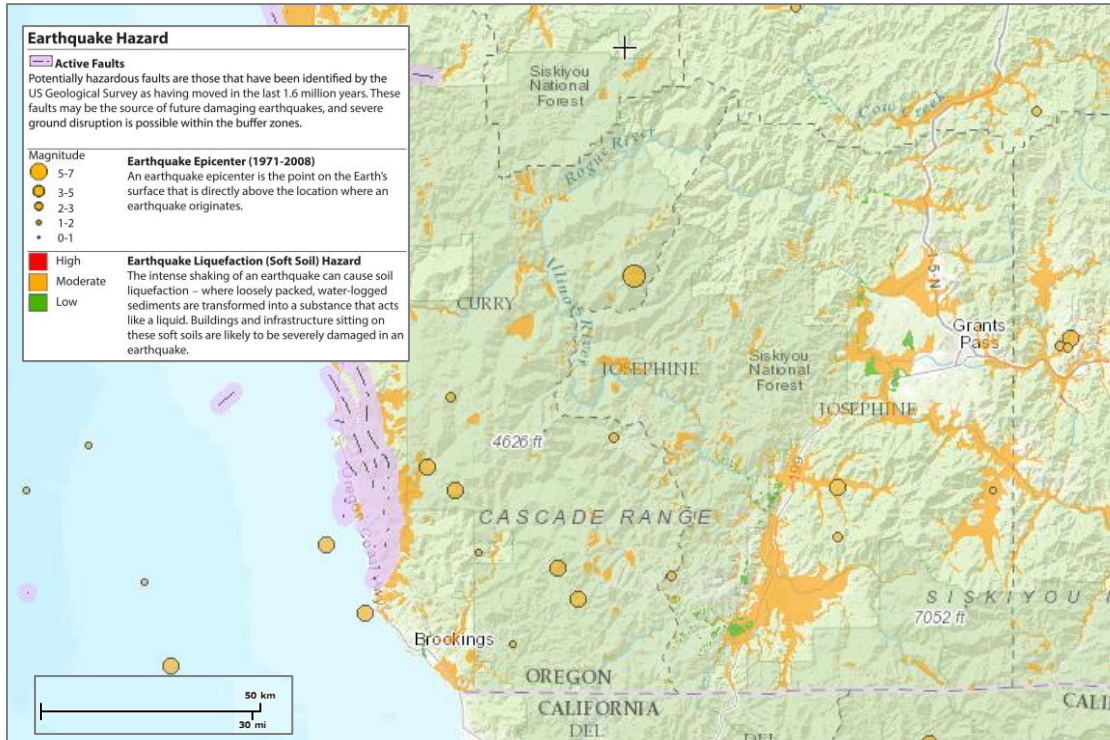 Earthquake Hazard
Active Faults
Potentially hazardous faults are those that have been identified by the
US Geological Survey as having moved in the last 1.6 million years. These
faults may be the source of future damaging earthquakes, and severe
ground disruption is possible within the buffer zones.
Magnitude
5-7
3-5
2-3
1-2
0-1
Earthquake Epicenter (1971-2008)
An earthquake epicenter is the point on the Earth's
surface that is directly above the location where an
earthquake originates.
High
Moderate
Low
Earthquake Liquefaction (Soft Soil) Hazard
The intense shaking of an earthquake can cause soil
liquefaction – where loosely packed, water-logged
sediments are transformed into a substance that acts
like a liquid. Buildings and infrastructure sitting on
these soft soils are likely to be severely damaged in an
earthquake.
Siskiyou
National
Forest
Cow Creek
Rogue River
Illinois River
CURRY
I 5-N
Grants
Pass
JOSEPHINE
Siskiyou
National
Forest
JOSEPHINE
4626 ft
199
Oregon Coast
CASCADE RANGE
SISKIYOU
7052 ft
Brookings
OREGON
CALIFORNIA
DEL
DEL
CALI
50 km
30 mi